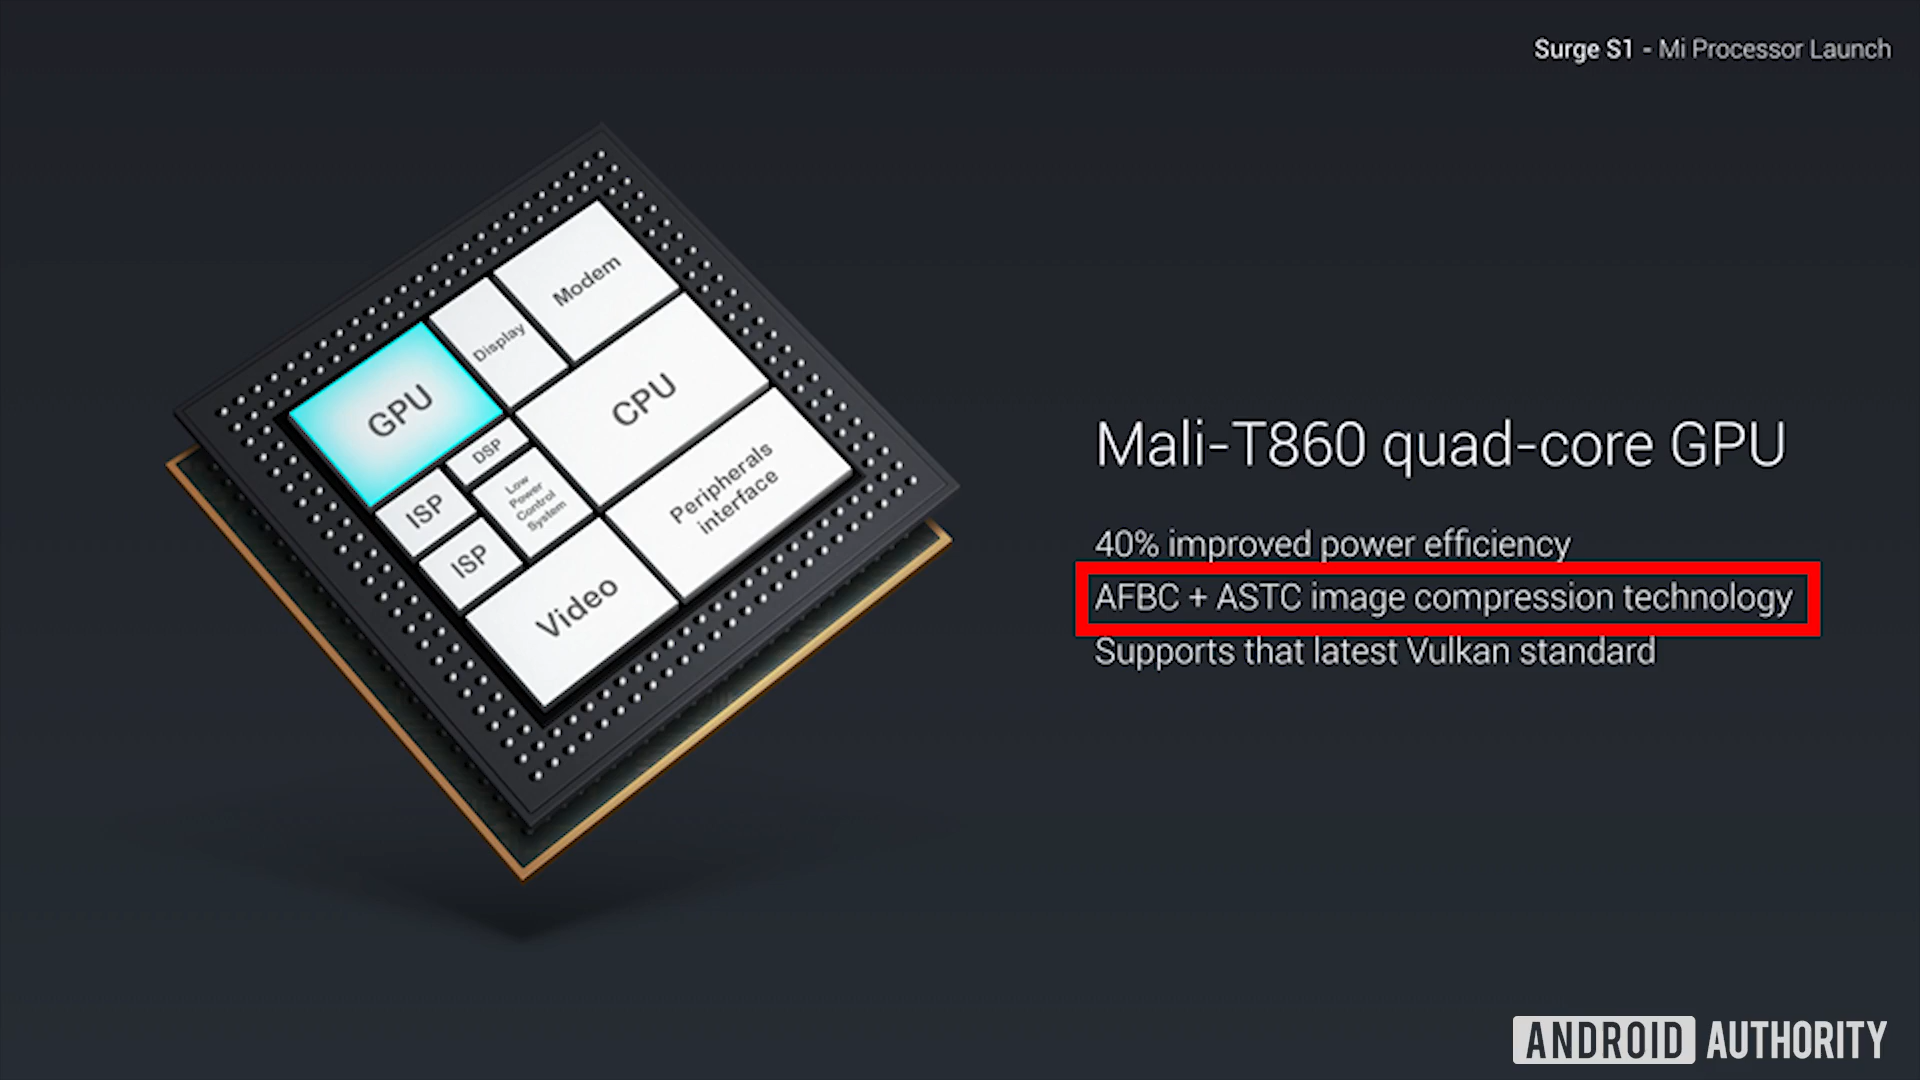 Surge S1 - Mi Processor Launch
Modem
Display
GPU
CPU
DSP
Peripherals
interface
ISP
Low
Power
Control
System
ISP
Video
Mali-T860 quad-core GPU
40% improved power efficiency
AFBC + ASTC image compression technology
Supports that latest Vulkan standard
ANDROID AUTHORITY